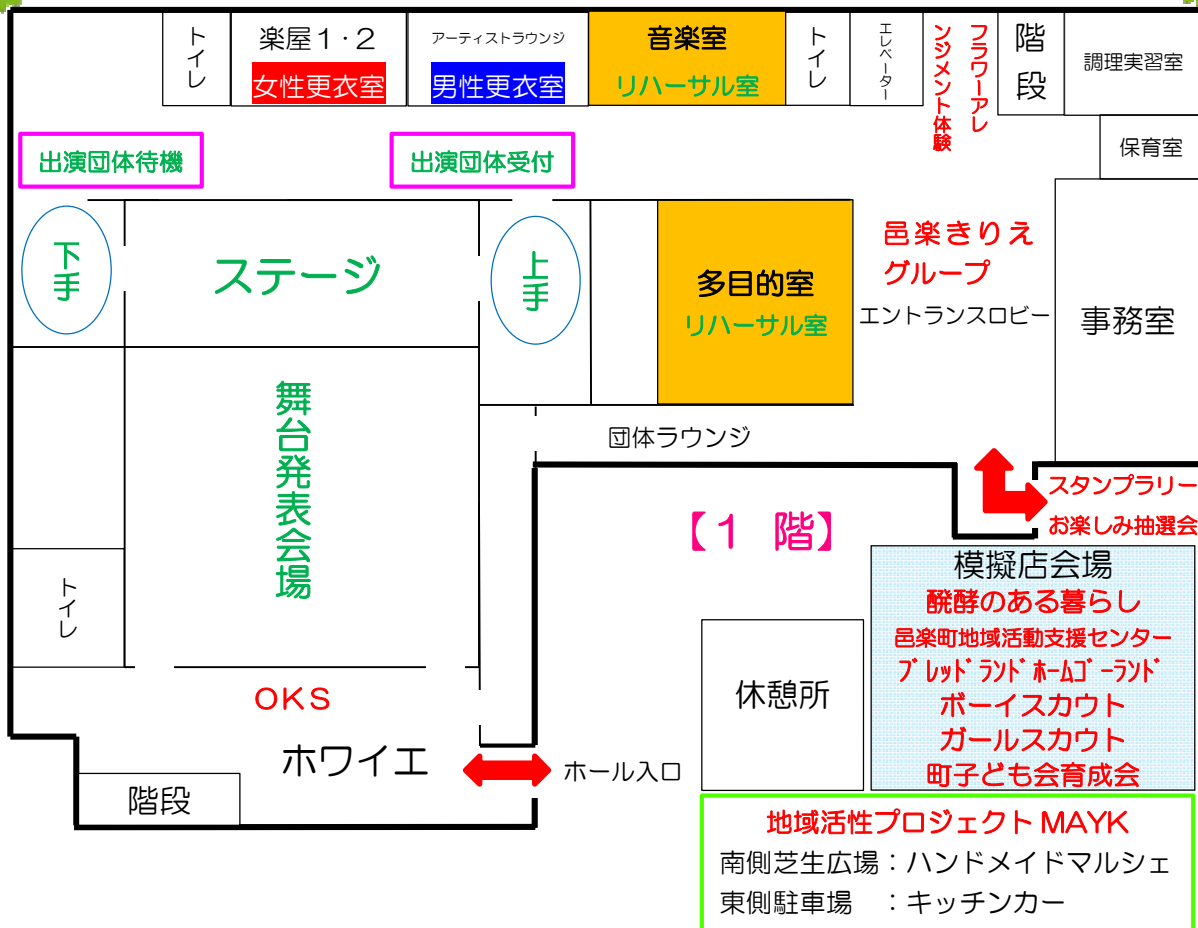 トイレ
楽屋1・2
女性更衣室
アーティストラウンジ
男性更衣室
音楽室
リハーサル室
トイレ
エレベーター
フラワーアレ
ンジメント体験
階段
調理実習室
保育室
出演団体待機
出演団体受付
下手
ステージ
上手
多目的室
リハーサル室
邑楽きりえ
グループ
エントランスロビー
事務室
舞台発表会場
団体ラウンジ
【1 階】
スタンプラリー
お楽しみ抽選会
トイレ
模擬店会場
醗酵のある暮らし
邑楽町地域活動支援センター
ブレッドランドホームゴーランド
ボーイスカウト
ガールスカウト
町子ども会育成会
休憩所
OKS
ホワイエ
ホール入口
階段
地域活性プロジェクト MAYK
南側芝生広場：ハンドメイドマルシェ
東側駐車場　：キッチンカー